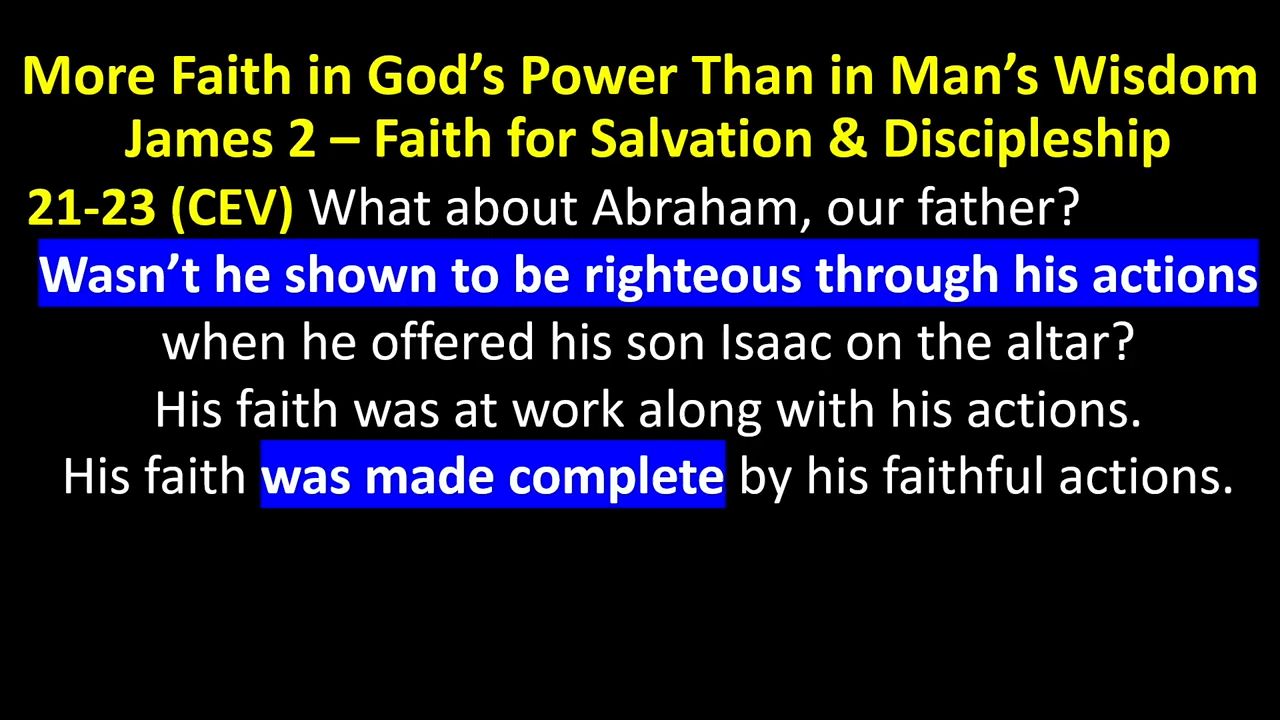 More Faith in God’s Power Than in Man’s Wisdom
James 2 – Faith for Salvation & Discipleship
21-23 (CEV) What about Abraham, our father?
Wasn’t he shown to be righteous through his actions
when he offered his son Isaac on the altar?
His faith was at work along with his actions.
His faith was made complete by his faithful actions.